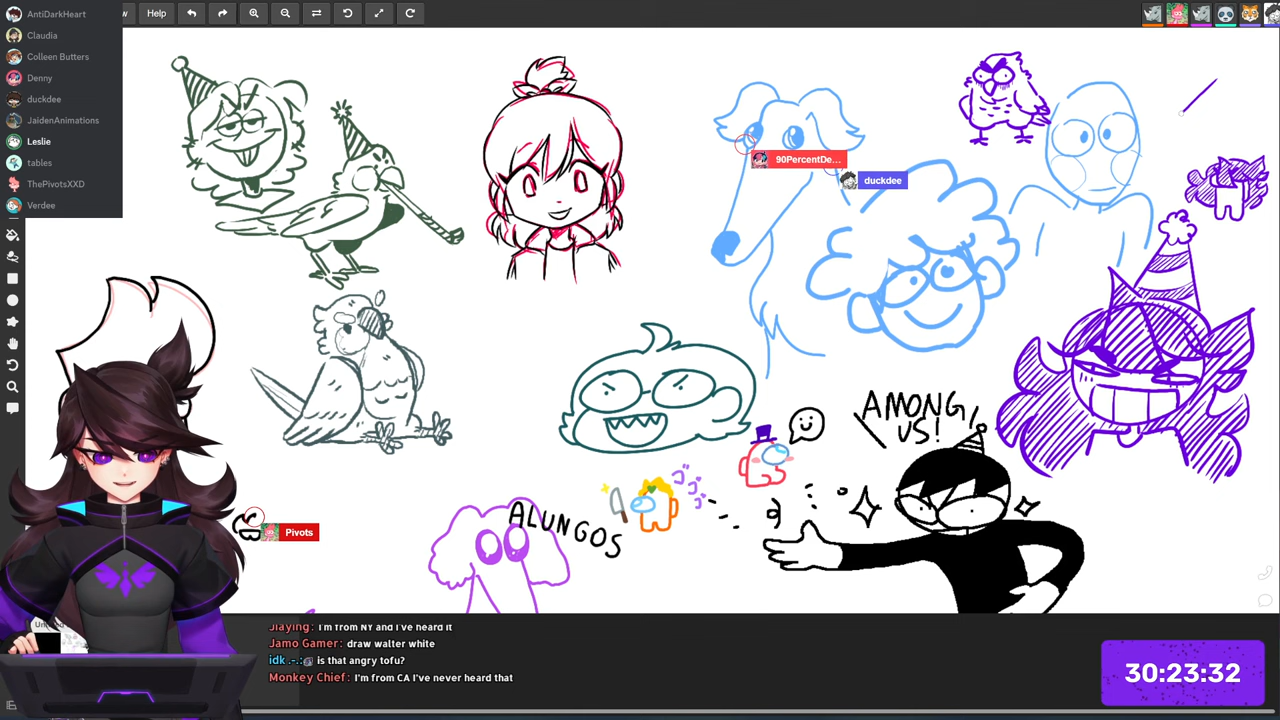 AntiDarkHeart
Claudia
Colleen Butters
Denny
duckdee
JaidenAnimations
Leslie
tables
ThePivotsXXD
Verdee
Help
90PercentDe...
duckdee
AMONG
US!
ALUNGOS
Pivots
Jiaying: I'm from NY and I've heard it
Jamo Gamer: draw walter white
idk .-.: is that angry tofu?
Monkey Chief: I'm from CA I've never heard that
30:23:32